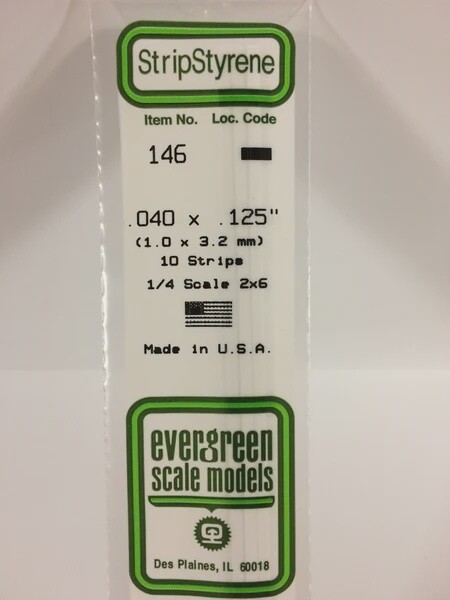 StripStyrene
Item No. Loc. Code
146
.040 x .125"
(1.0 x 3.2 mm)
10 Strips
1/4 Scale 2x6
Made in U.S.A.
evergreen
scale models
Des Plaines, IL 60018